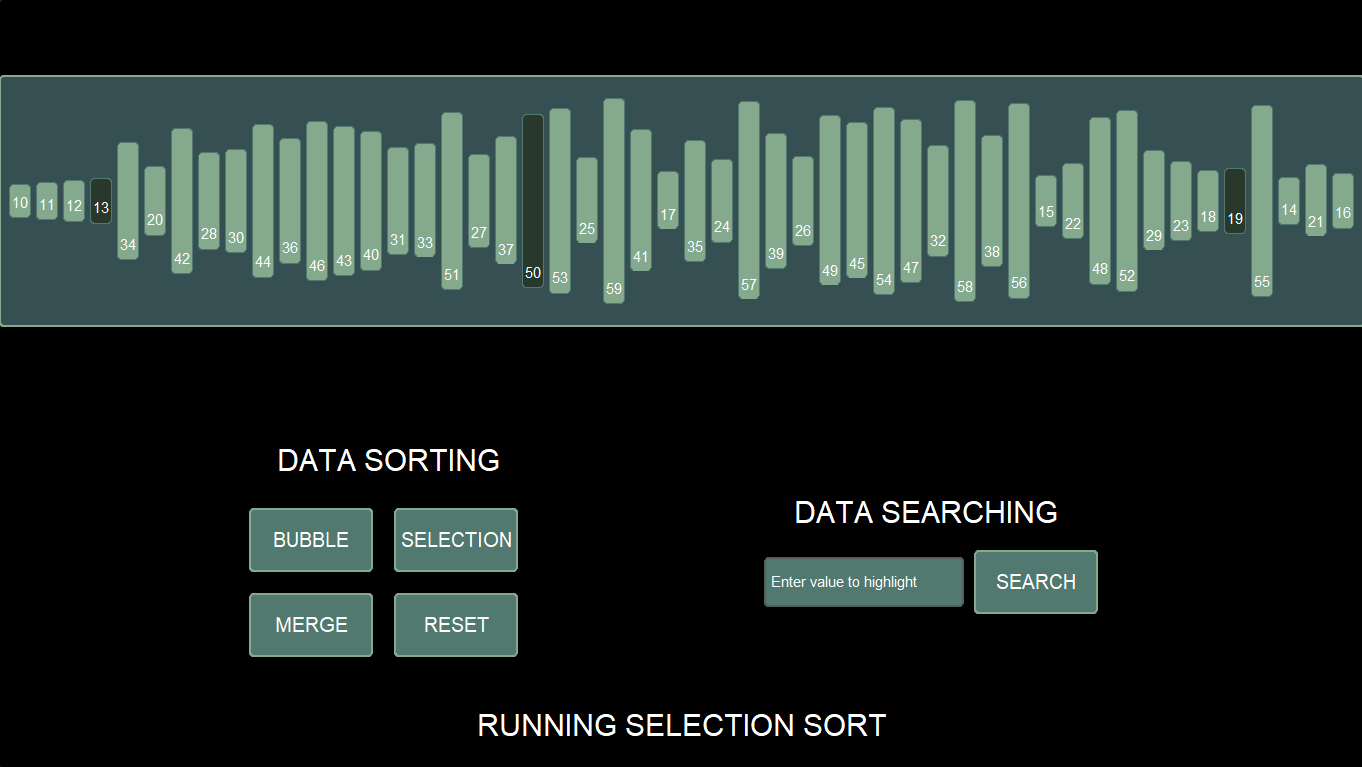 10 11 12 13 34 20 42 28 30 44 36 46 43 40 31 33 51 27 37 50 53 25 59 41 17 35 24 57 39 26 49 45 54 47 32 58 38 56 15 22 48 52 29 23 18 19 55 14 21 16
DATA SORTING
BUBBLE SELECTION
MERGE RESET
DATA SEARCHING
Enter value to highlight SEARCH
RUNNING SELECTION SORT